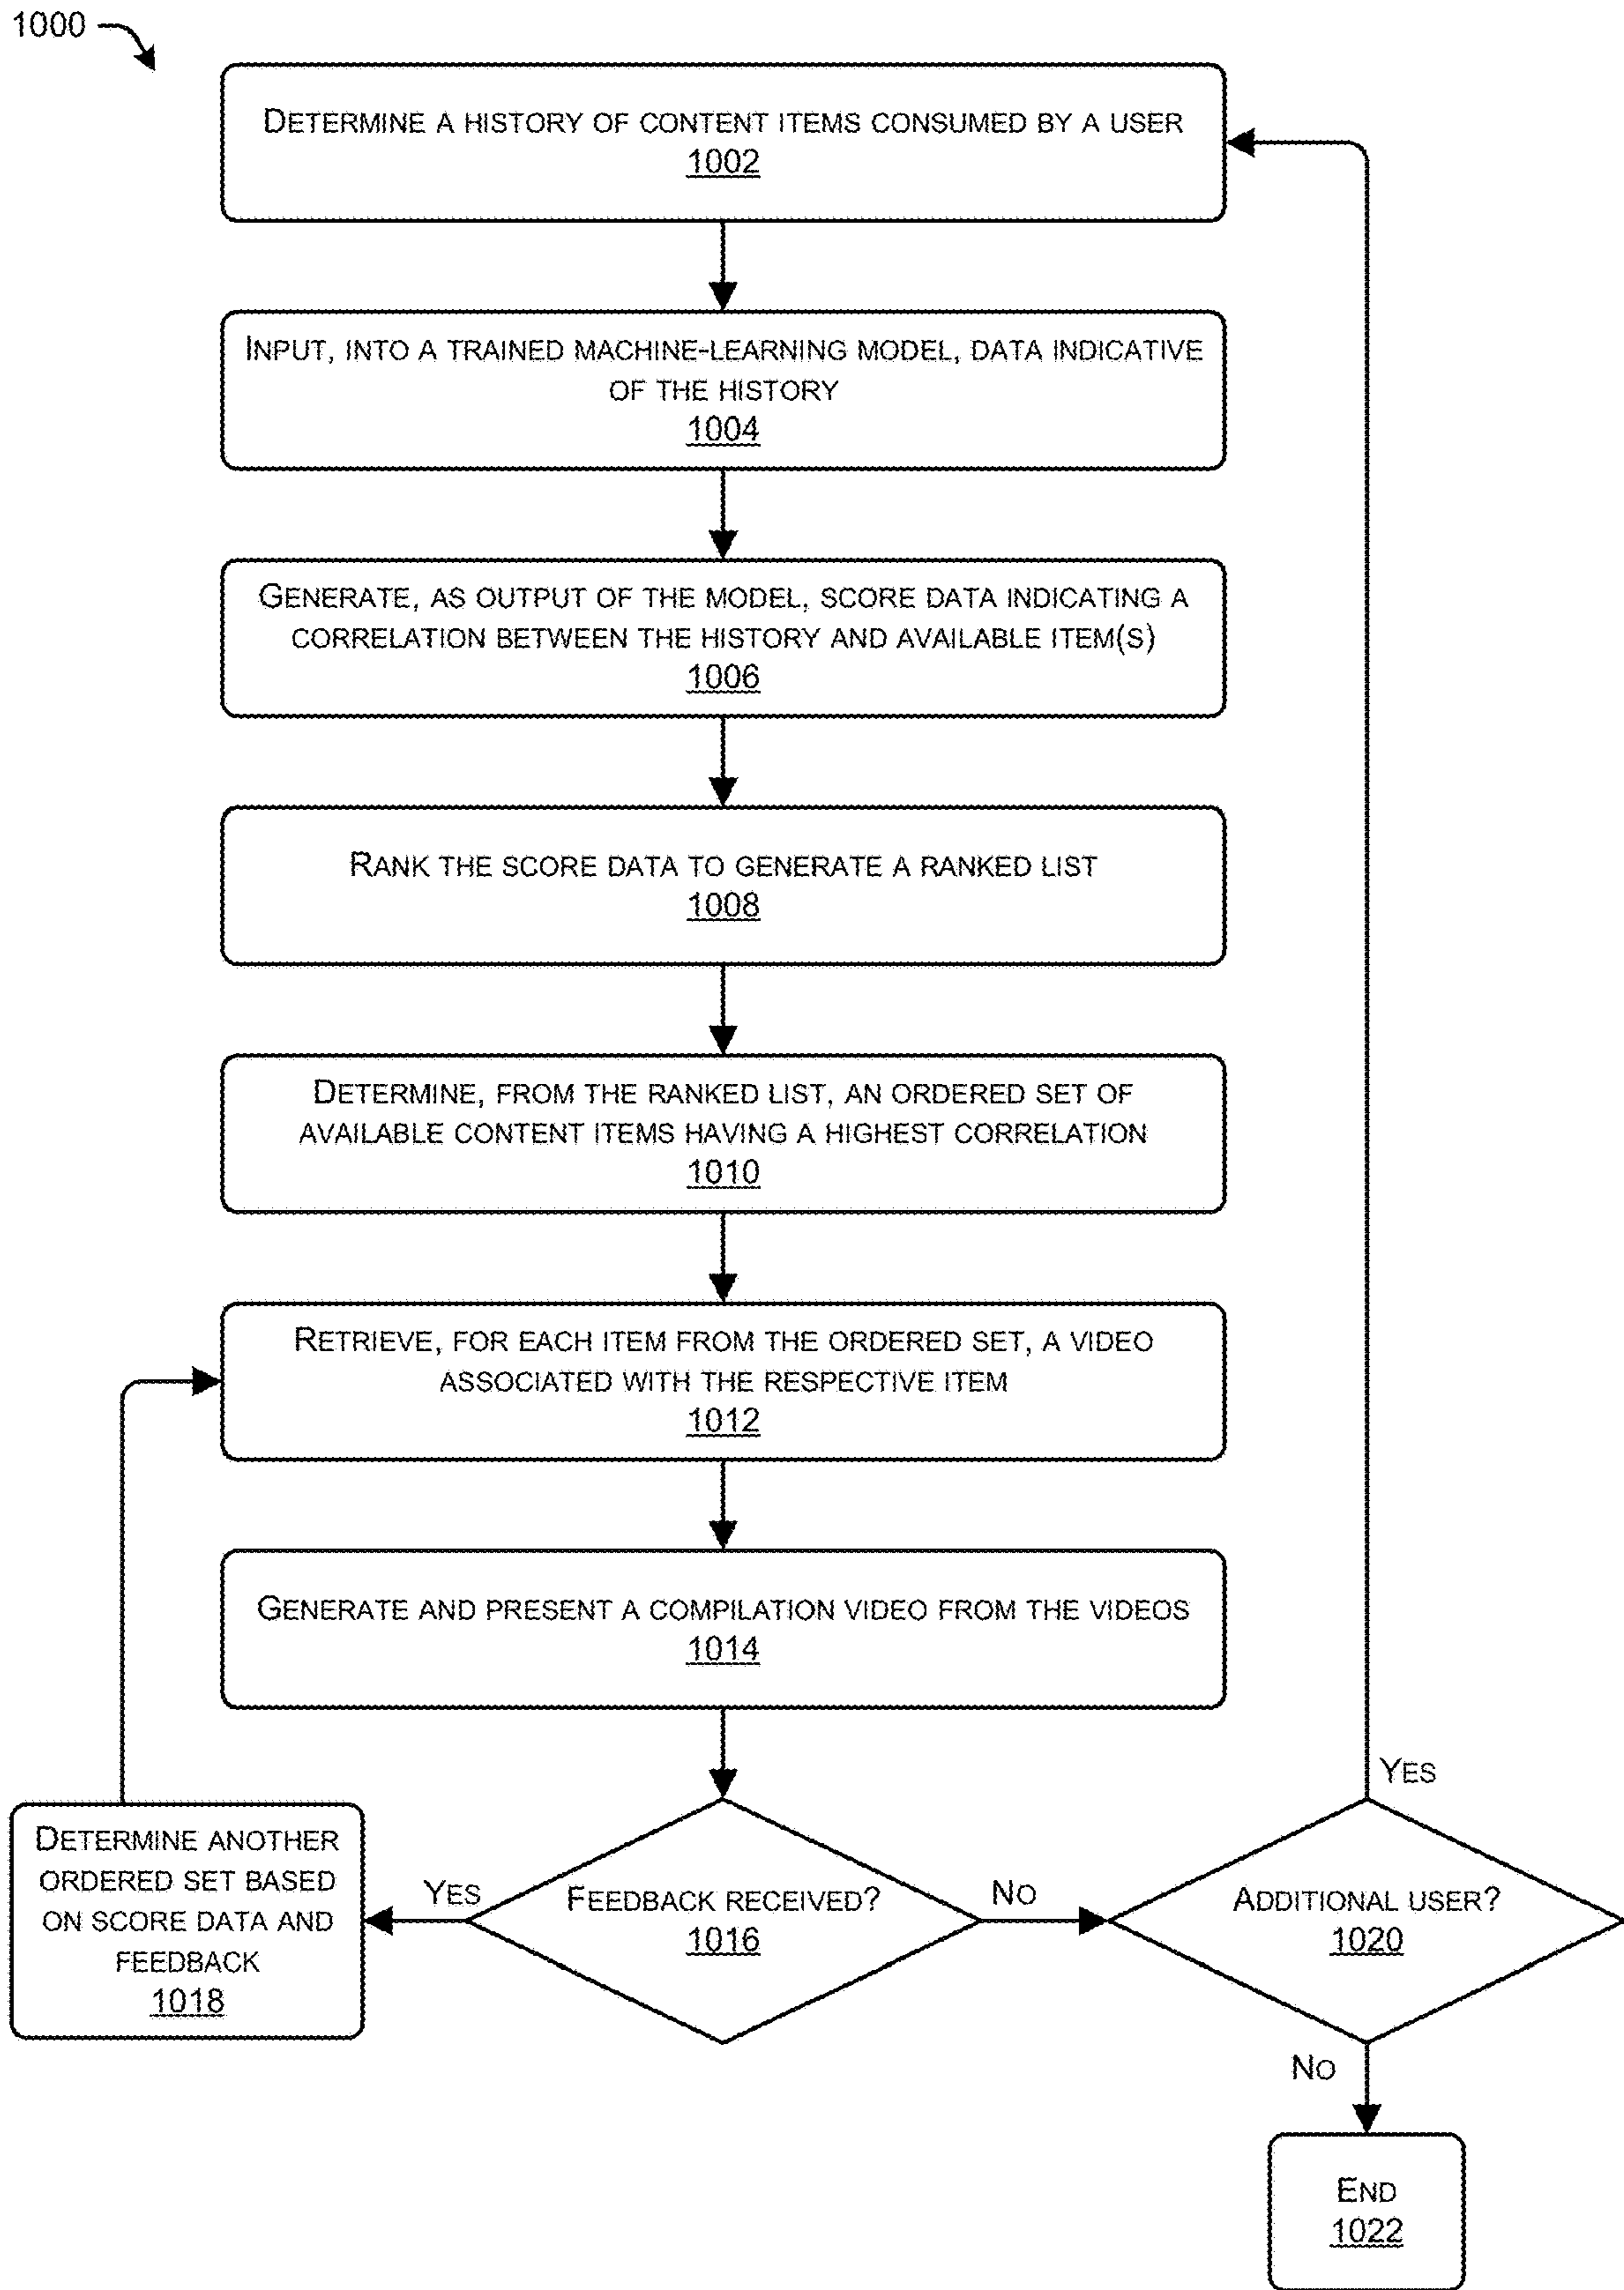 1000
DETERMINE A HISTORY OF CONTENT ITEMS CONSUMED BY A USER
1002
INPUT, INTO A TRAINED MACHINE-LEARNING MODEL, DATA INDICATIVE
OF THE HISTORY
1004
GENERATE, AS OUTPUT OF THE MODEL, SCORE DATA INDICATING A
CORRELATION BETWEEN THE HISTORY AND AVAILABLE ITEM(S)
1006
RANK THE SCORE DATA TO GENERATE A RANKED LIST
1008
DETERMINE, FROM THE RANKED LIST, AN ORDERED SET OF
AVAILABLE CONTENT ITEMS HAVING A HIGHEST CORRELATION
1010
RETRIEVE, FOR EACH ITEM FROM THE ORDERED SET, A VIDEO
ASSOCIATED WITH THE RESPECTIVE ITEM
1012
GENERATE AND PRESENT A COMPILATION VIDEO FROM THE VIDEOS
1014
FEEDBACK RECEIVED?
1016
YES
NO
DETERMINE ANOTHER
ORDERED SET BASED
ON SCORE DATA AND
FEEDBACK
1018
ADDITIONAL USER?
1020
YES
NO
END
1022